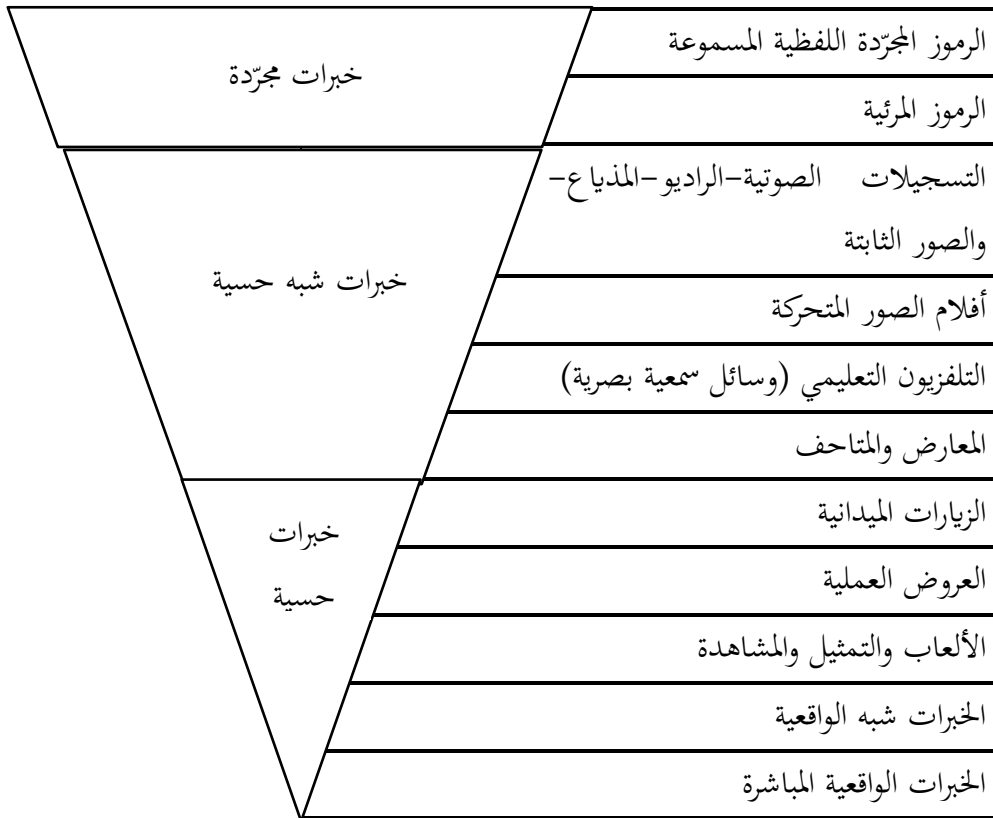 الرموز المجرّدة اللفظية المسموعة
خبرات مجرّدة
الرموز المرئية
التسجيلات الصوتية-الراديو-المذياع-
والصور الثابتة
خبرات شبه حسية
أفلام الصور المتحركة
التلفزيون التعليمي (وسائل سمعية بصرية)
المعارض والمتاحف
الزيارات الميدانية
خبرات
حسية
العروض العملية
الألعاب والتمثيل والمشاهدة
الخبرات شبه الواقعية
الخبرات الواقعية المباشرة